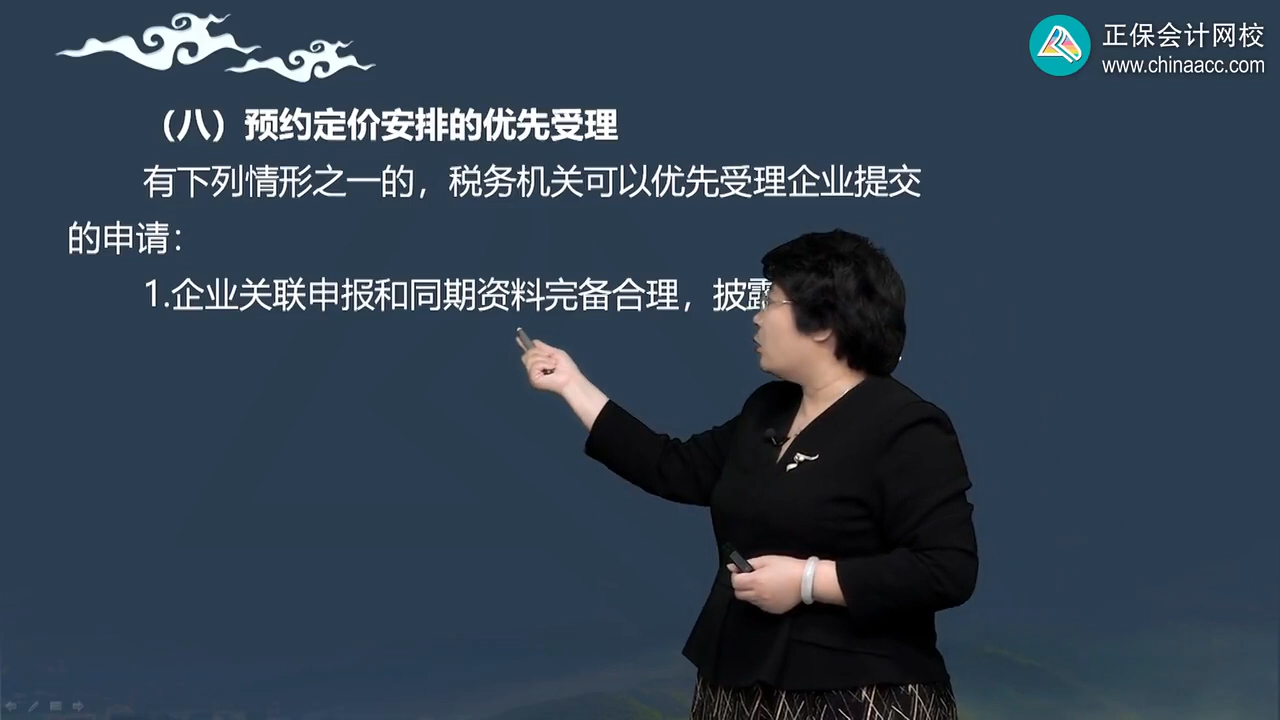 正保会计网校
www.chinaacc.com
（八）预约定价安排的优先受理
有下列情形之一的，税务机关可以优先受理企业提交
的申请：
1.企业关联申报和同期资料完备合理，披露